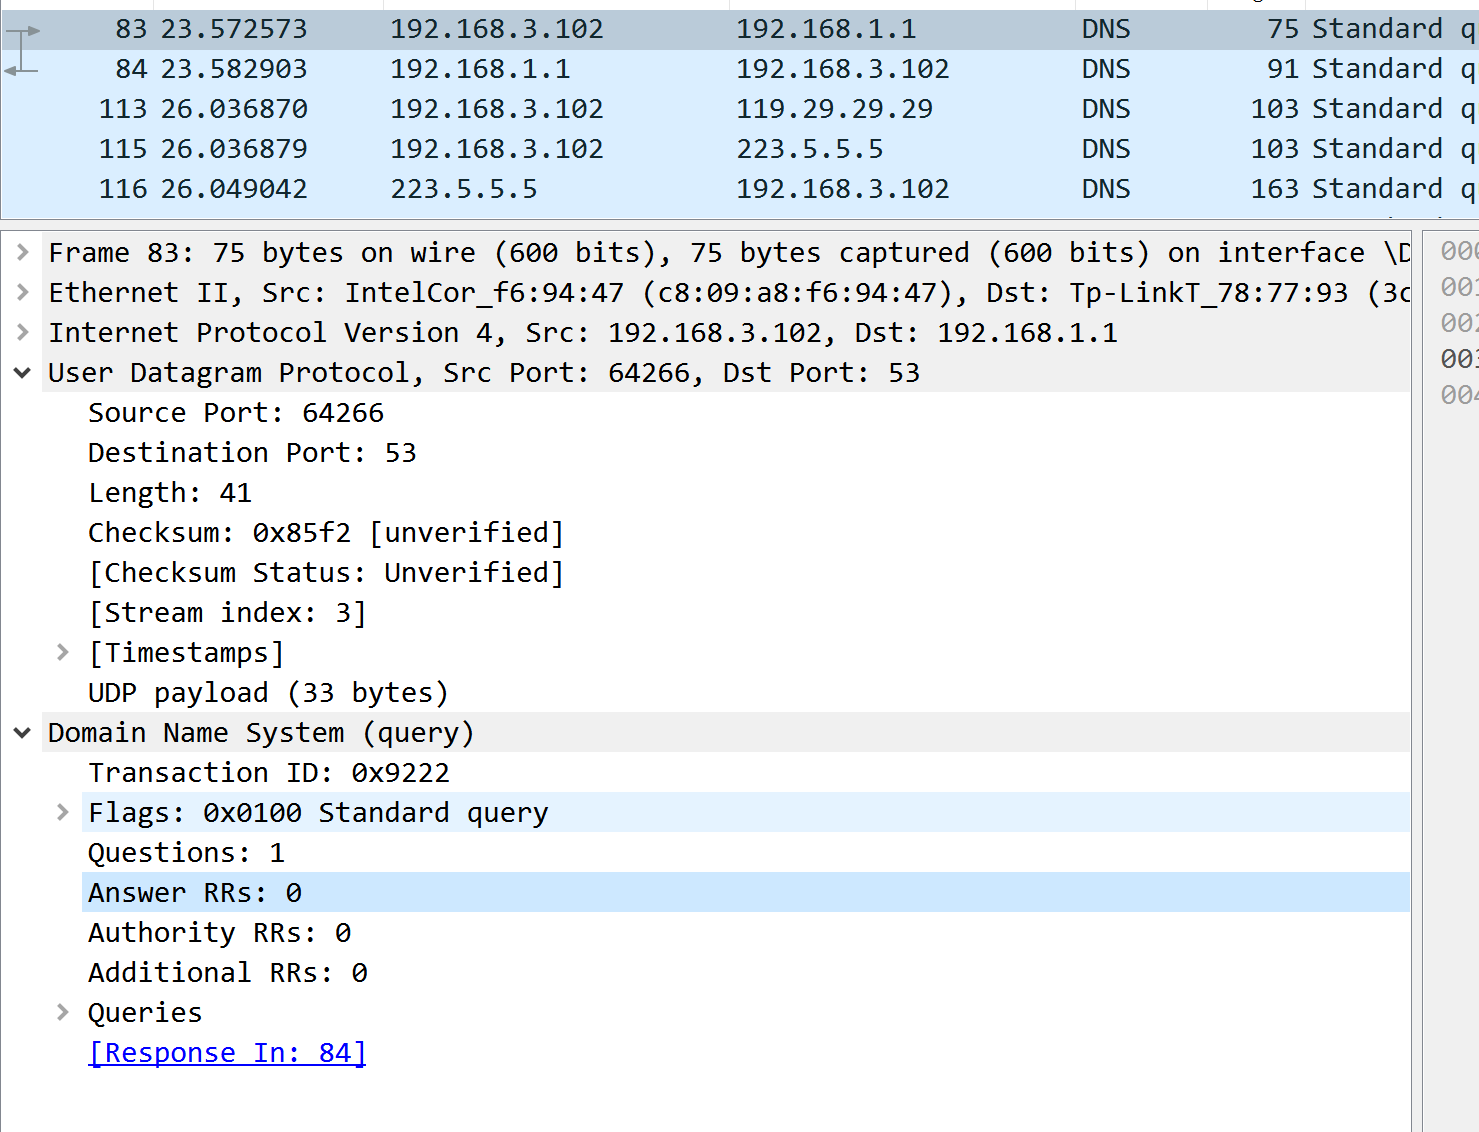 83 23.572573 192.168.3.102 192.168.1.1 DNS 75 Standard q
84 23.582903 192.168.1.1 192.168.3.102 DNS 91 Standard q
113 26.036870 192.168.3.102 119.29.29.29 DNS 103 Standard q
115 26.036879 192.168.3.102 223.5.5.5 DNS 103 Standard q
116 26.049042 223.5.5.5 192.168.3.102 DNS 163 Standard q
Frame 83: 75 bytes on wire (600 bits), 75 bytes captured (600 bits) on interface \D
Ethernet II, Src: IntelCor_f6:94:47 (c8:09:a8:f6:94:47), Dst: Tp-LinkT_78:77:93 (3c
Internet Protocol Version 4, Src: 192.168.3.102, Dst: 192.168.1.1
User Datagram Protocol, Src Port: 64266, Dst Port: 53
Source Port: 64266
Destination Port: 53
Length: 41
Checksum: 0x85f2 [unverified]
[Checksum Status: Unverified]
[Stream index: 3]
[Timestamps]
UDP payload (33 bytes)
Domain Name System (query)
Transaction ID: 0x9222
Flags: 0x0100 Standard query
Questions: 1
Answer RRs: 0
Authority RRs: 0
Additional RRs: 0
Queries
[Response In: 84]
000
001
002
003
004